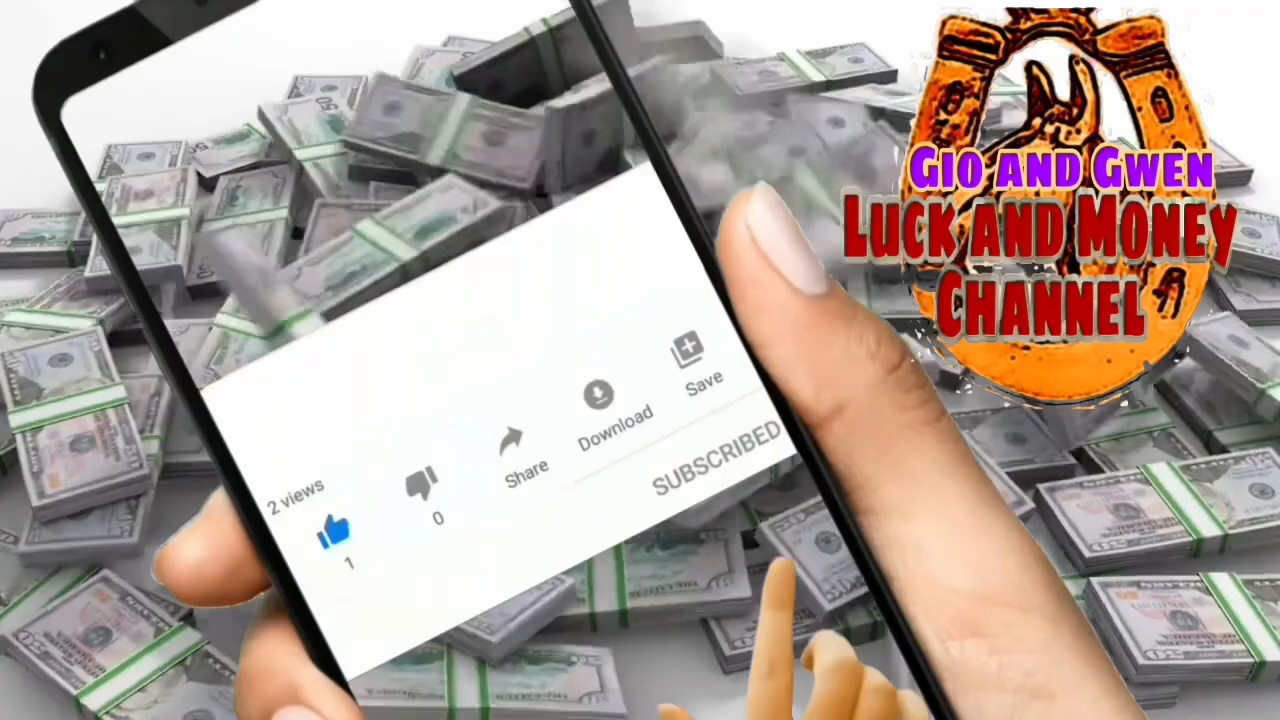 Gio and Gwen
Luck and Money
Channel
2 views
1
0
Share
Download
Save
SUBSCRIBED